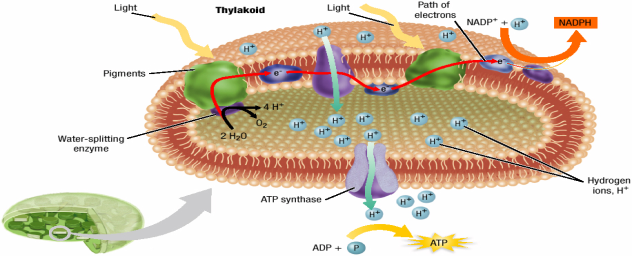 Light
Thylakoid
Light
Path of
electrons
NADP⁺ + H⁺
NADPH
H⁺
H⁺
H⁺
Pigments
e⁻
e⁻
e⁻
4 H⁺
O₂
2 H₂O
Water-splitting
enzyme
H⁺
H⁺
H⁺
H⁺
H⁺
H⁺
H⁺
H⁺
H⁺
H⁺
H⁺
H⁺
Hydrogen
ions, H⁺
ATP synthase
H⁺
H⁺
H⁺
H⁺
H⁺
ADP + P
ATP